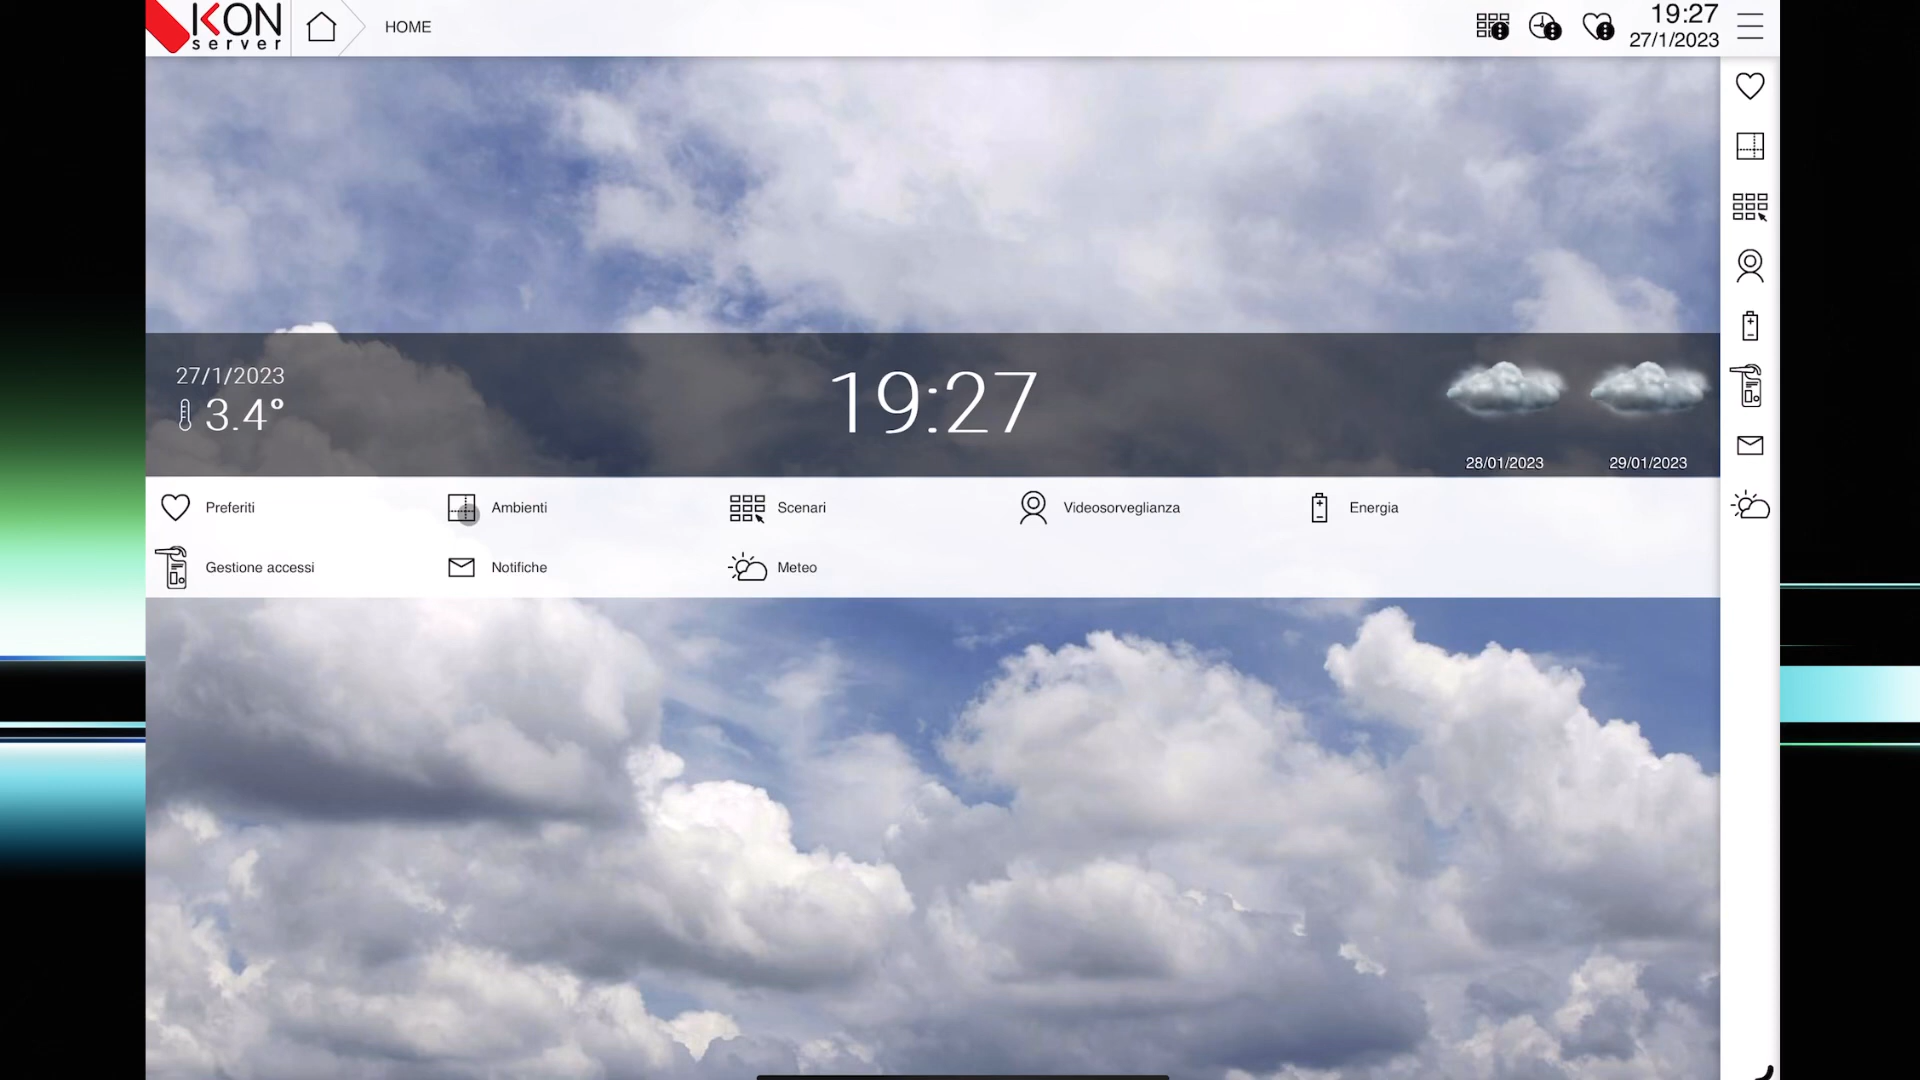 KON
server
HOME
19:27
27/1/2023
27/1/2023
3.4°
19:27
28/01/2023
29/01/2023
Preferiti
Ambienti
Scenari
Videosorveglianza
Energia
Gestione accessi
Notifiche
Meteo